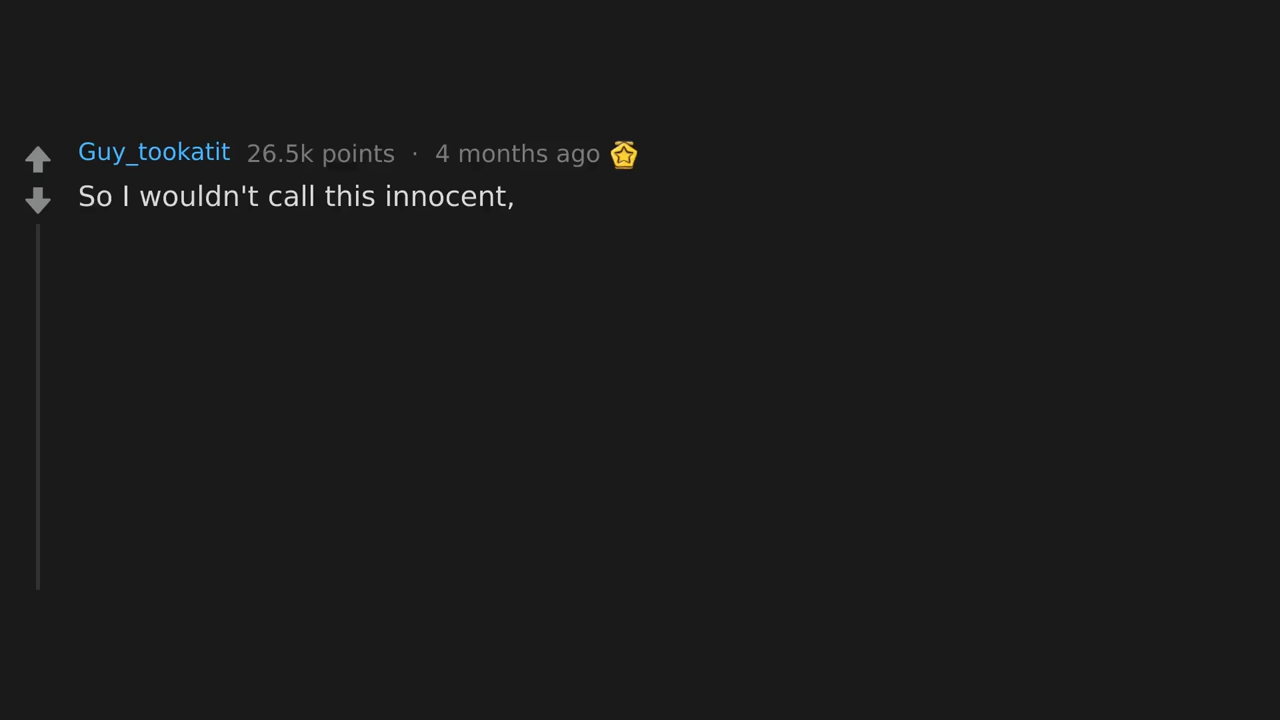 Guy_tookatit 26.5k points · 4 months ago
So I wouldn't call this innocent,